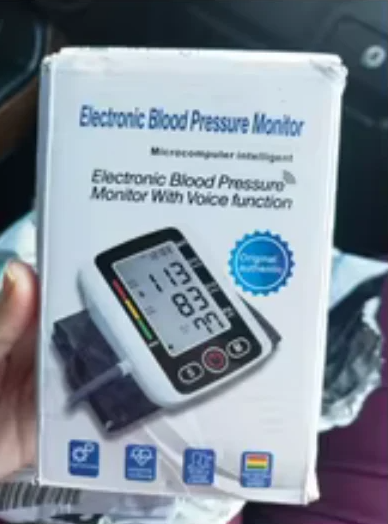 Electronic Blood Pressure Monitor
Microcomputer intelligent
Electronic Blood Pressure
Monitor With Voice function
Original
authentic
113
83
77